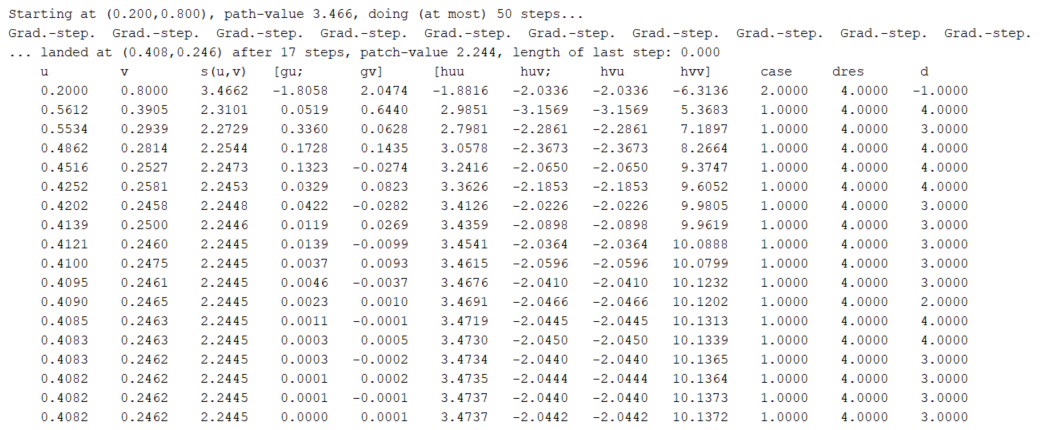 Starting at (0.200,0.800), path-value 3.466, doing (at most) 50 steps...
Grad.-step. Grad.-step. Grad.-step. Grad.-step. Grad.-step. Grad.-step. Grad.-step. Grad.-step. Grad.-step. Grad.-step.
... landed at (0.408,0.246) after 17 steps, patch-value 2.244, length of last step: 0.000
u v s(u,v) [gu; gv] [huu huv; hvu hvv] case dres d
0.2000 0.8000 3.4662 -1.8058 2.0474 -1.8816 -2.0336 -2.0336 -6.3136 2.0000 4.0000 -1.0000
0.5612 0.3905 2.3101 0.0519 0.6440 2.9851 -3.1569 -3.1569 5.3683 1.0000 4.0000 4.0000
0.5534 0.2939 2.2729 0.3360 0.0628 2.7981 -2.2861 -2.2861 7.1897 1.0000 4.0000 3.0000
0.4862 0.2814 2.2544 0.1728 0.1435 3.0578 -2.3673 -2.3673 8.2664 1.0000 4.0000 4.0000
0.4516 0.2527 2.2473 0.1323 -0.0274 3.2416 -2.0650 -2.0650 9.3747 1.0000 4.0000 4.0000
0.4252 0.2581 2.2453 0.0329 0.0823 3.3626 -2.1853 -2.1853 9.6052 1.0000 4.0000 4.0000
0.4202 0.2458 2.2448 0.0422 -0.0282 3.4126 -2.0226 -2.0226 9.9805 1.0000 4.0000 3.0000
0.4139 0.2500 2.2446 0.0119 0.0269 3.4359 -2.0898 -2.0898 9.9619 1.0000 4.0000 3.0000
0.4121 0.2460 2.2445 0.0139 -0.0099 3.4541 -2.0364 -2.0364 10.0888 1.0000 4.0000 3.0000
0.4100 0.2475 2.2445 0.0037 0.0093 3.4615 -2.0596 -2.0596 10.0799 1.0000 4.0000 3.0000
0.4095 0.2461 2.2445 0.0046 -0.0037 3.4676 -2.0410 -2.0410 10.1232 1.0000 4.0000 3.0000
0.4090 0.2465 2.2445 0.0023 0.0010 3.4691 -2.0466 -2.0466 10.1202 1.0000 4.0000 2.0000
0.4085 0.2463 2.2445 0.0011 -0.0001 3.4719 -2.0445 -2.0445 10.1313 1.0000 4.0000 4.0000
0.4083 0.2463 2.2445 0.0003 0.0005 3.4730 -2.0450 -2.0450 10.1339 1.0000 4.0000 4.0000
0.4083 0.2462 2.2445 0.0003 -0.0002 3.4734 -2.0440 -2.0440 10.1365 1.0000 4.0000 3.0000
0.4082 0.2462 2.2445 0.0001 0.0002 3.4735 -2.0444 -2.0444 10.1364 1.0000 4.0000 3.0000
0.4082 0.2462 2.2445 0.0001 -0.0001 3.4737 -2.0440 -2.0440 10.1373 1.0000 4.0000 3.0000
0.4082 0.2462 2.2445 0.0000 0.0001 3.4737 -2.0442 -2.0442 10.1372 1.0000 4.0000 3.0000